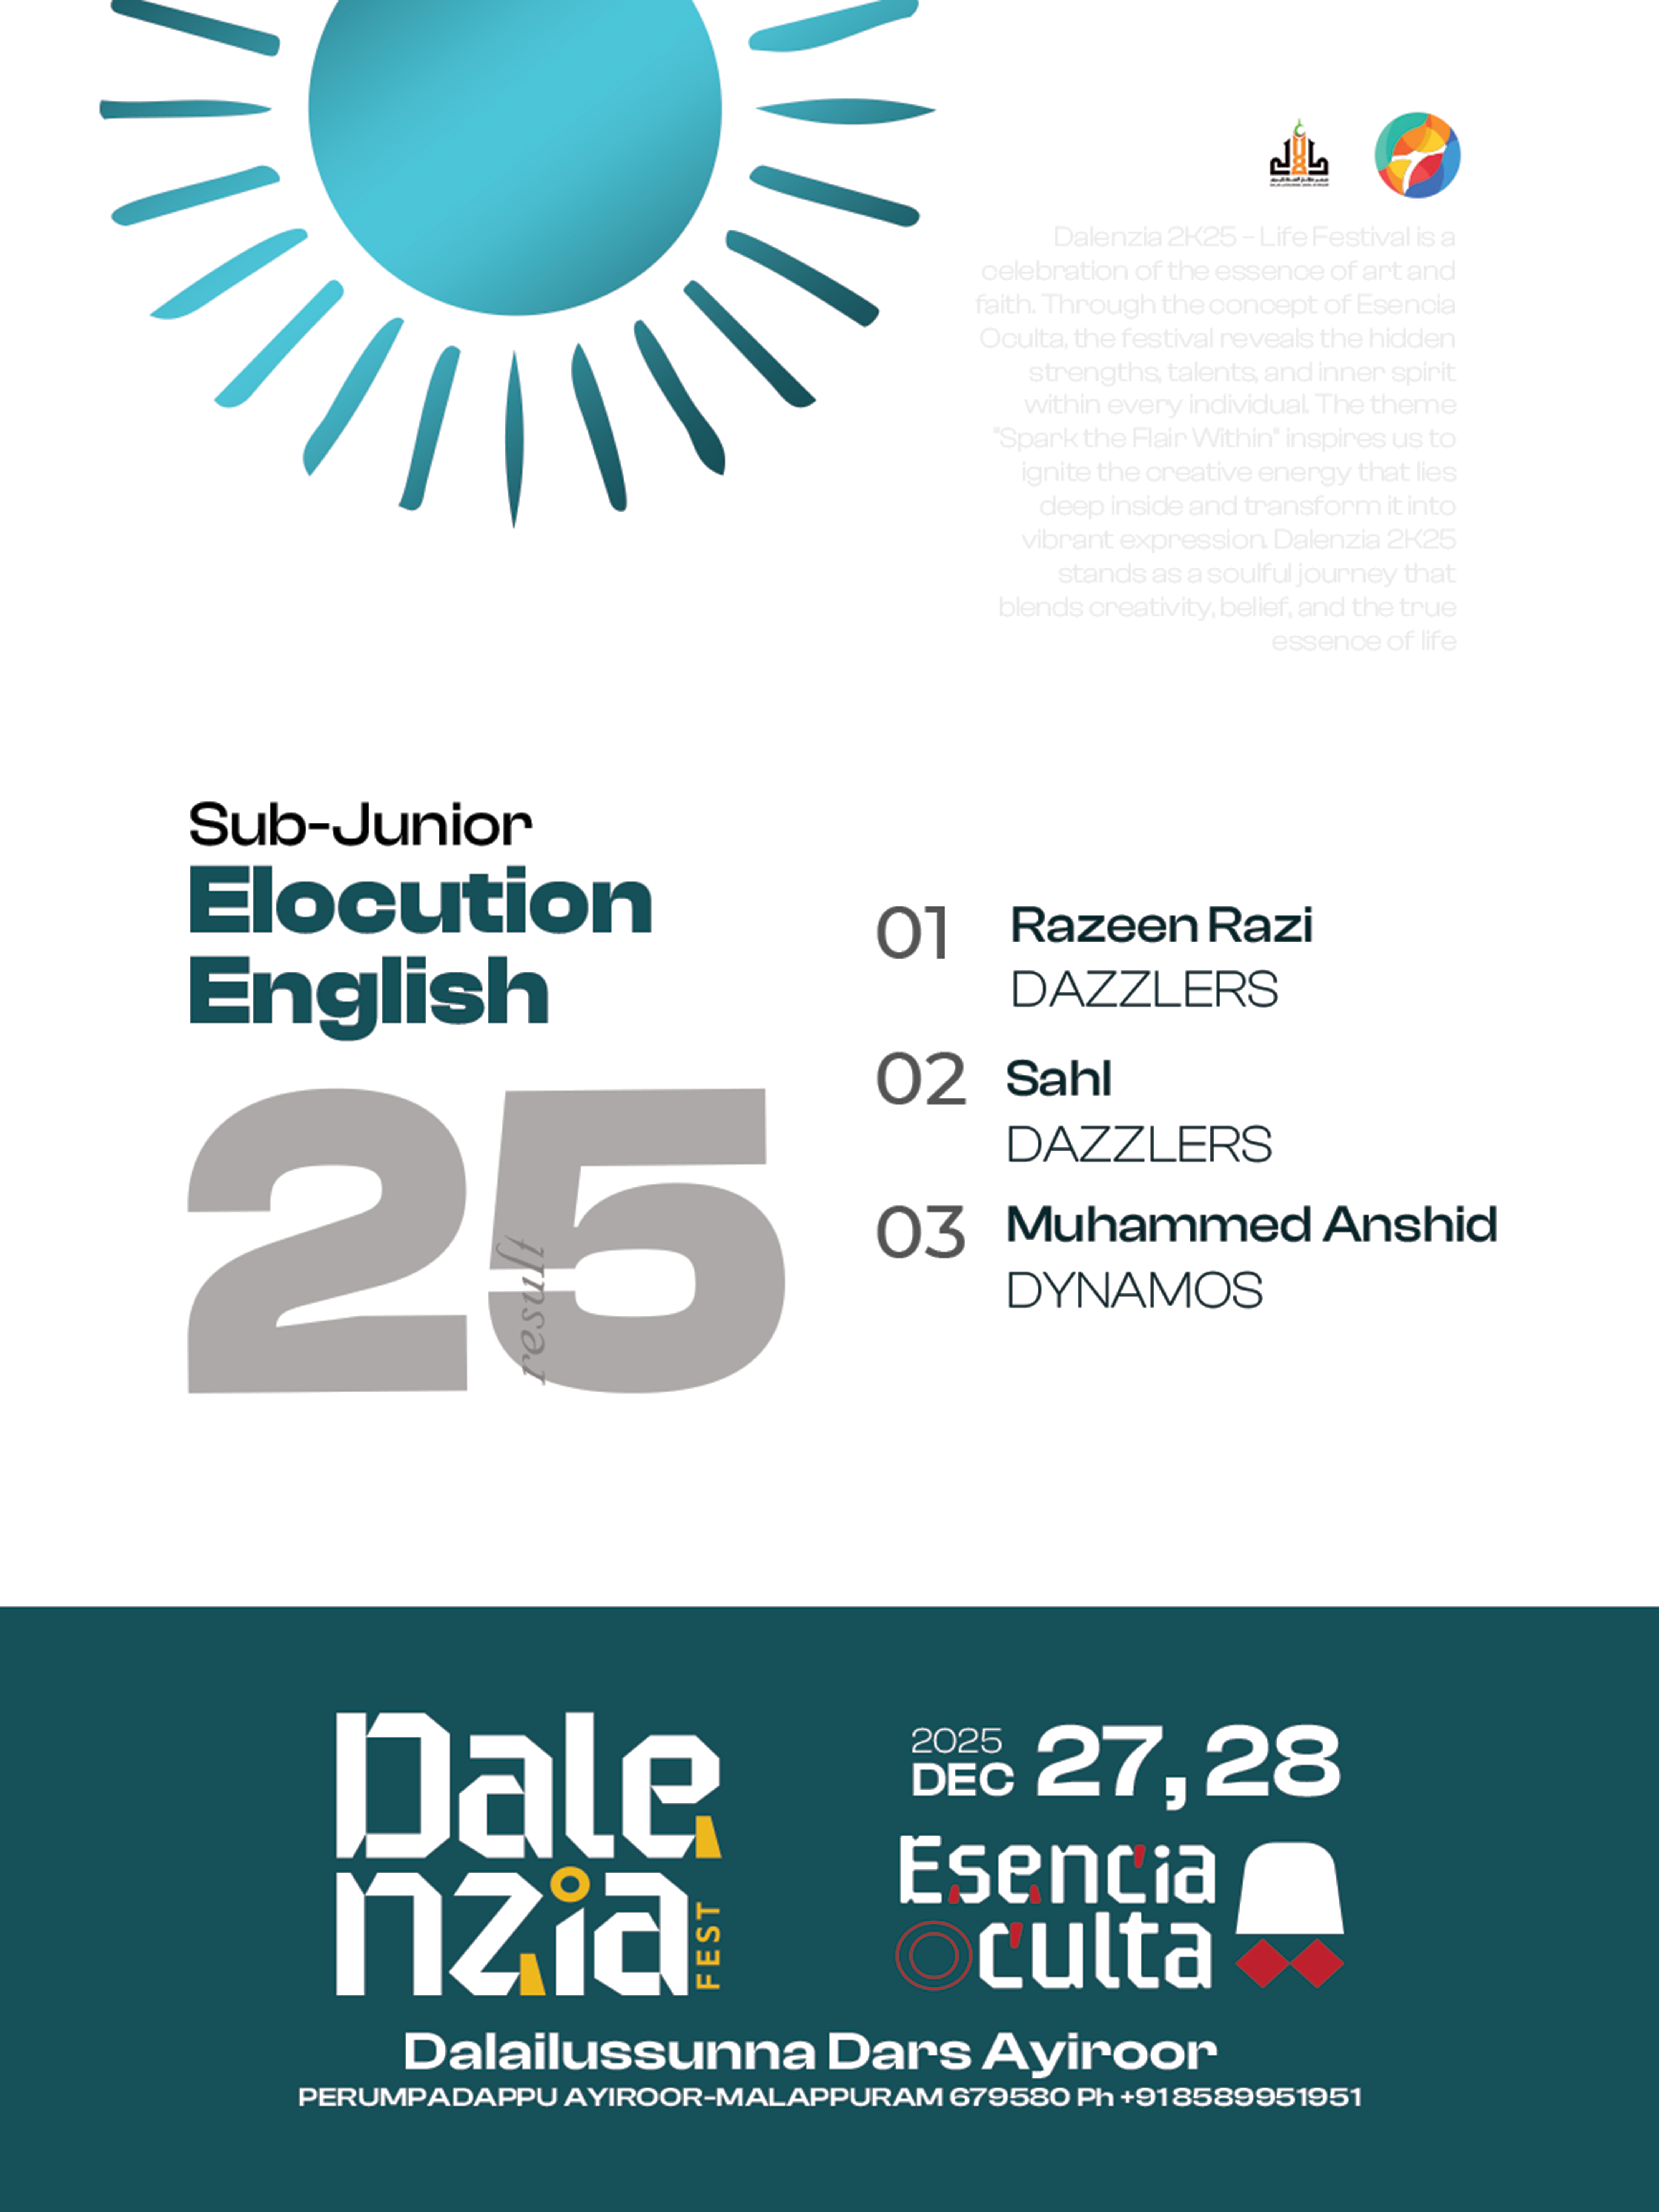 Dalenzia 2K25 - Life Festival is a
celebration of the essence of art and
faith. Through the concept of Esencia
Oculta, the festival reveals the hidden
strengths, talents, and inner spirit
within every individual. The theme
"Spark the Flair Within" inspires us to
ignite the creative energy that lies
deep inside and transform it into
vibrant expression. Dalenzia 2K25
stands as a soulful journey that
blends creativity, belief, and the true
essence of life
Sub-Junior
Elocution
English
25
result
01 Razeen Razi
DAZZLERS
02 Sahl
DAZZLERS
03 Muhammed Anshid
DYNAMOS
Dale
nzia
FEST
2025
DEC 27, 28
Esencia
Oculta
Dalailussunna Dars Ayiroor
PERUMPADAPPU AYIROOR-MALAPPURAM 679580 Ph +918589951951